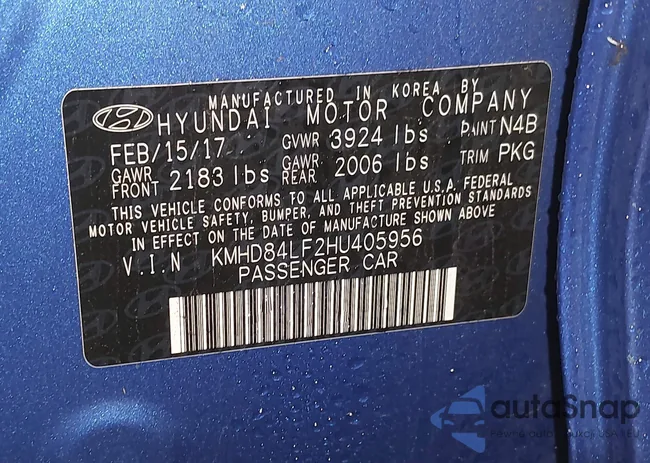 MANUFACTURED IN KOREA BY
HYUNDAI MOTOR COMPANY
FEB/15/17 GVWR 3924 lbs PAINT N4B
GAWR FRONT 2183 lbs GAWR REAR 2006 lbs TRIM PKG
THIS VEHICLE CONFORMS TO ALL APPLICABLE U.S.A. FEDERAL
MOTOR VEHICLE SAFETY, BUMPER, AND THEFT PREVENTION STANDARDS
IN EFFECT ON THE DATE OF MANUFACTURE SHOWN ABOVE
V.I.N KMHD84LF2HU405956
PASSENGER CAR
autoSnap